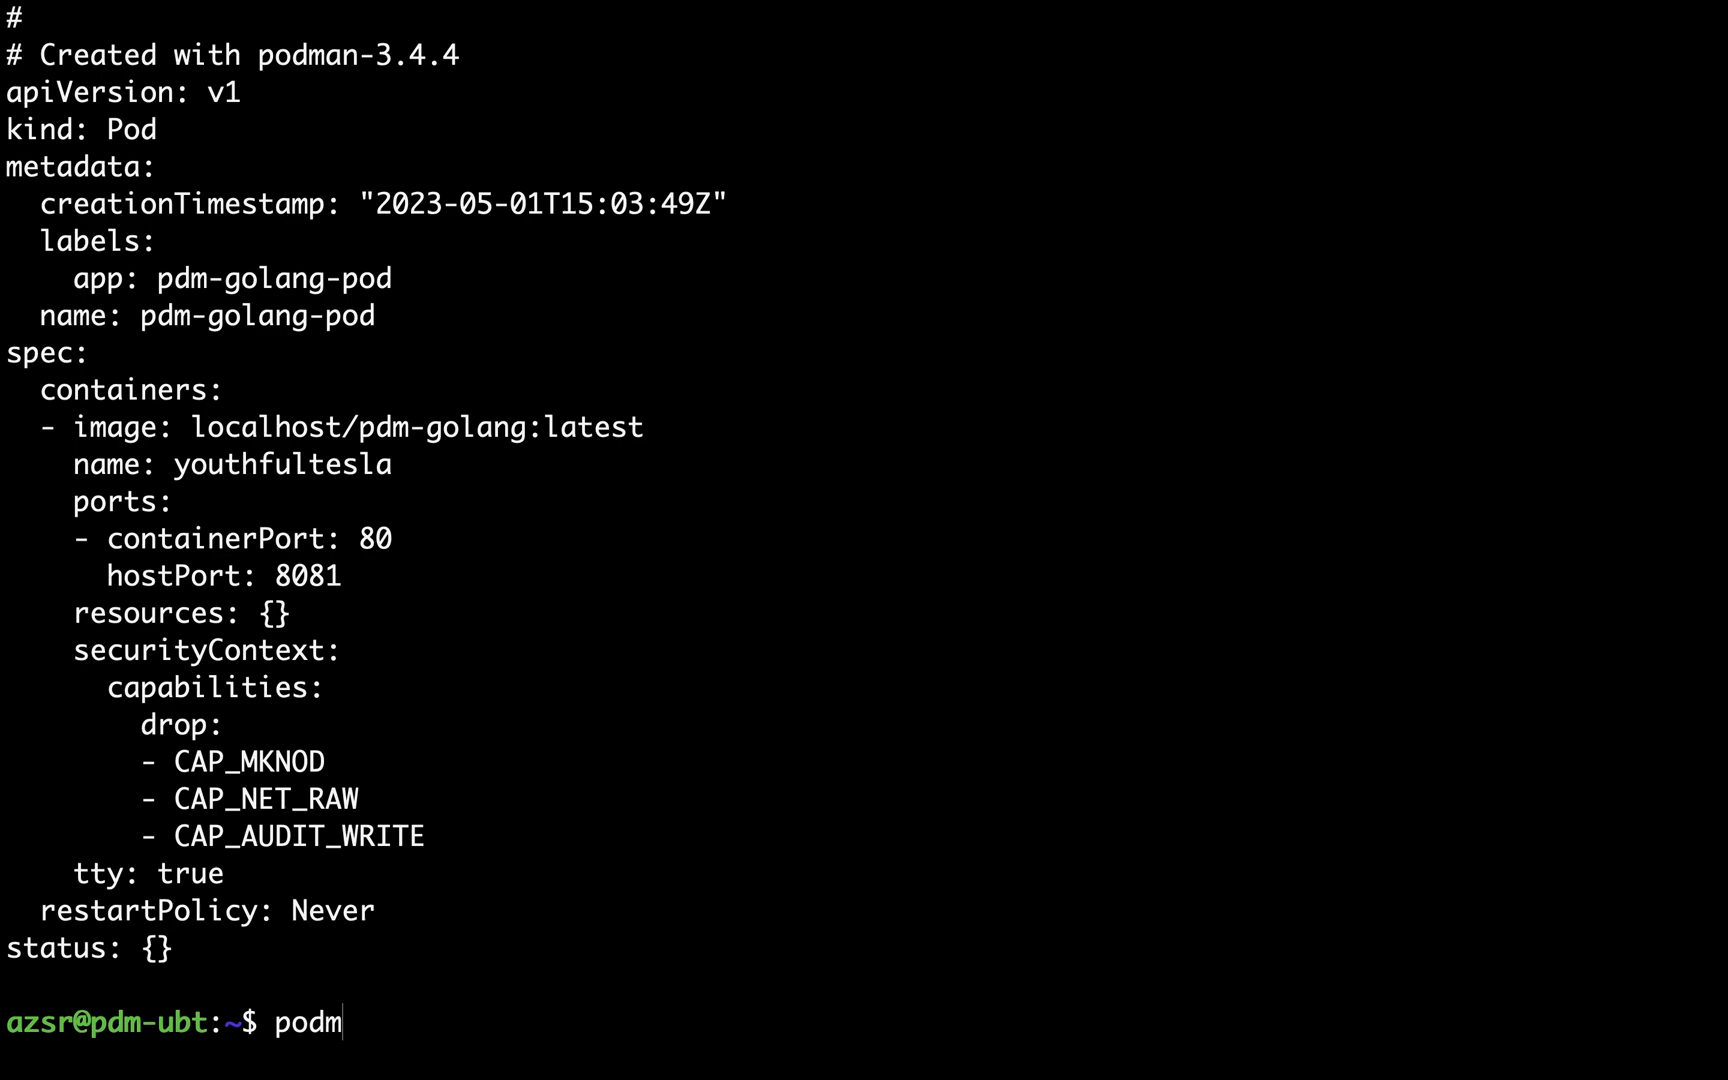 #
# Created with podman-3.4.4
apiVersion: v1
kind: Pod
metadata:
  creationTimestamp: "2023-05-01T15:03:49Z"
  labels:
    app: pdm-golang-pod
  name: pdm-golang-pod
spec:
  containers:
  - image: localhost/pdm-golang:latest
    name: youthfultesla
    ports:
    - containerPort: 80
      hostPort: 8081
    resources: {}
    securityContext:
      capabilities:
        drop:
        - CAP_MKNOD
        - CAP_NET_RAW
        - CAP_AUDIT_WRITE
    tty: true
  restartPolicy: Never
status: {}

azsr@pdm-ubt:~$ podm